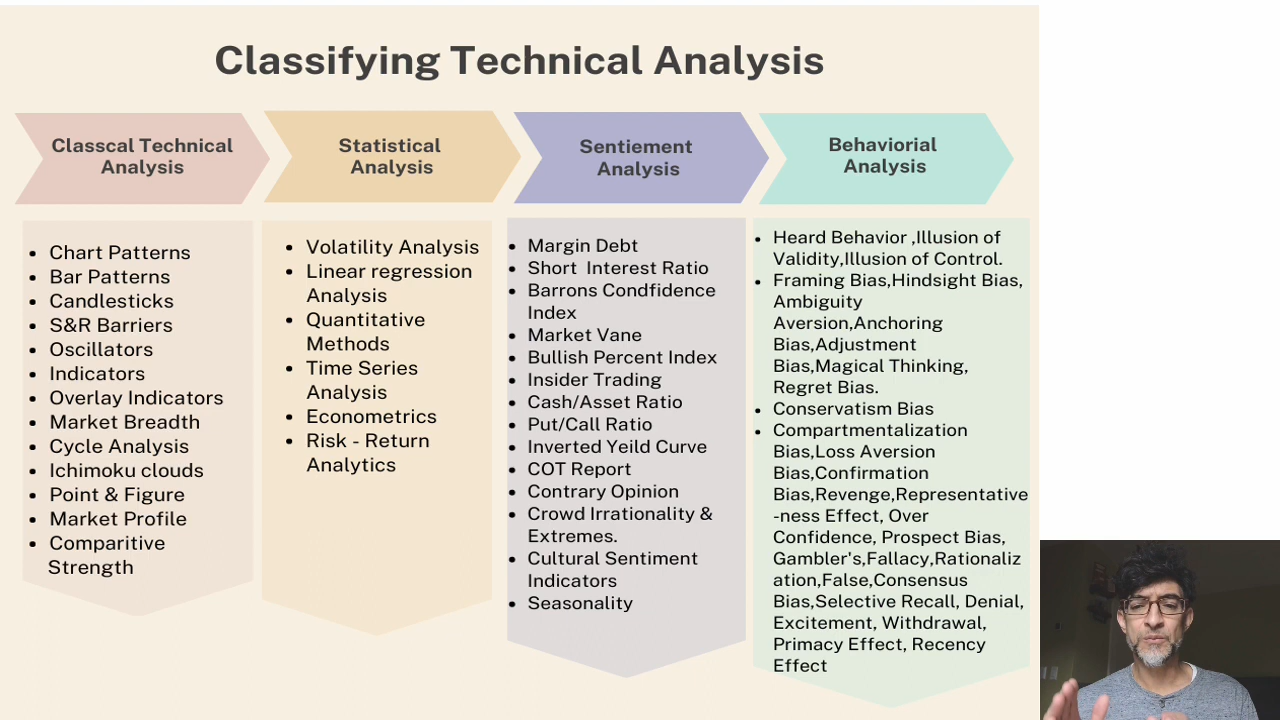 Classifying Technical Analysis
Classcal Technical
Analysis
Statistical
Analysis
Sentiement
Analysis
Behaviorial
Analysis
• Chart Patterns
• Bar Patterns
• Candlesticks
• S&R Barriers
• Oscillators
• Indicators
• Overlay Indicators
• Market Breadth
• Cycle Analysis
• Ichimoku clouds
• Point & Figure
• Market Profile
• Comparitive
Strength
• Volatility Analysis
• Linear regression
Analysis
• Quantitative
Methods
• Time Series
Analysis
• Econometrics
• Risk - Return
Analytics
• Margin Debt
• Short Interest Ratio
• Barrons Condfidence
Index
• Market Vane
• Bullish Percent Index
• Insider Trading
• Cash/Asset Ratio
• Put/Call Ratio
• Inverted Yeild Curve
• COT Report
• Contrary Opinion
• Crowd Irrationality &
Extremes.
• Cultural Sentiment
Indicators
• Seasonality
• Heard Behavior ,Illusion of
Validity,Illusion of Control.
• Framing Bias,Hindsight Bias,
Ambiguity
Aversion,Anchoring
Bias,Adjustment
Bias,Magical Thinking,
Regret Bias.
• Conservatism Bias
• Compartmentalization
Bias,Loss Aversion
Bias,Confirmation
Bias,Revenge,Representative
-ness Effect, Over
Confidence, Prospect Bias,
Gambler's,Fallacy,Rationaliz
ation,False,Consensus
Bias,Selective Recall, Denial,
Excitement, Withdrawal,
Primacy Effect, Recency
Effect